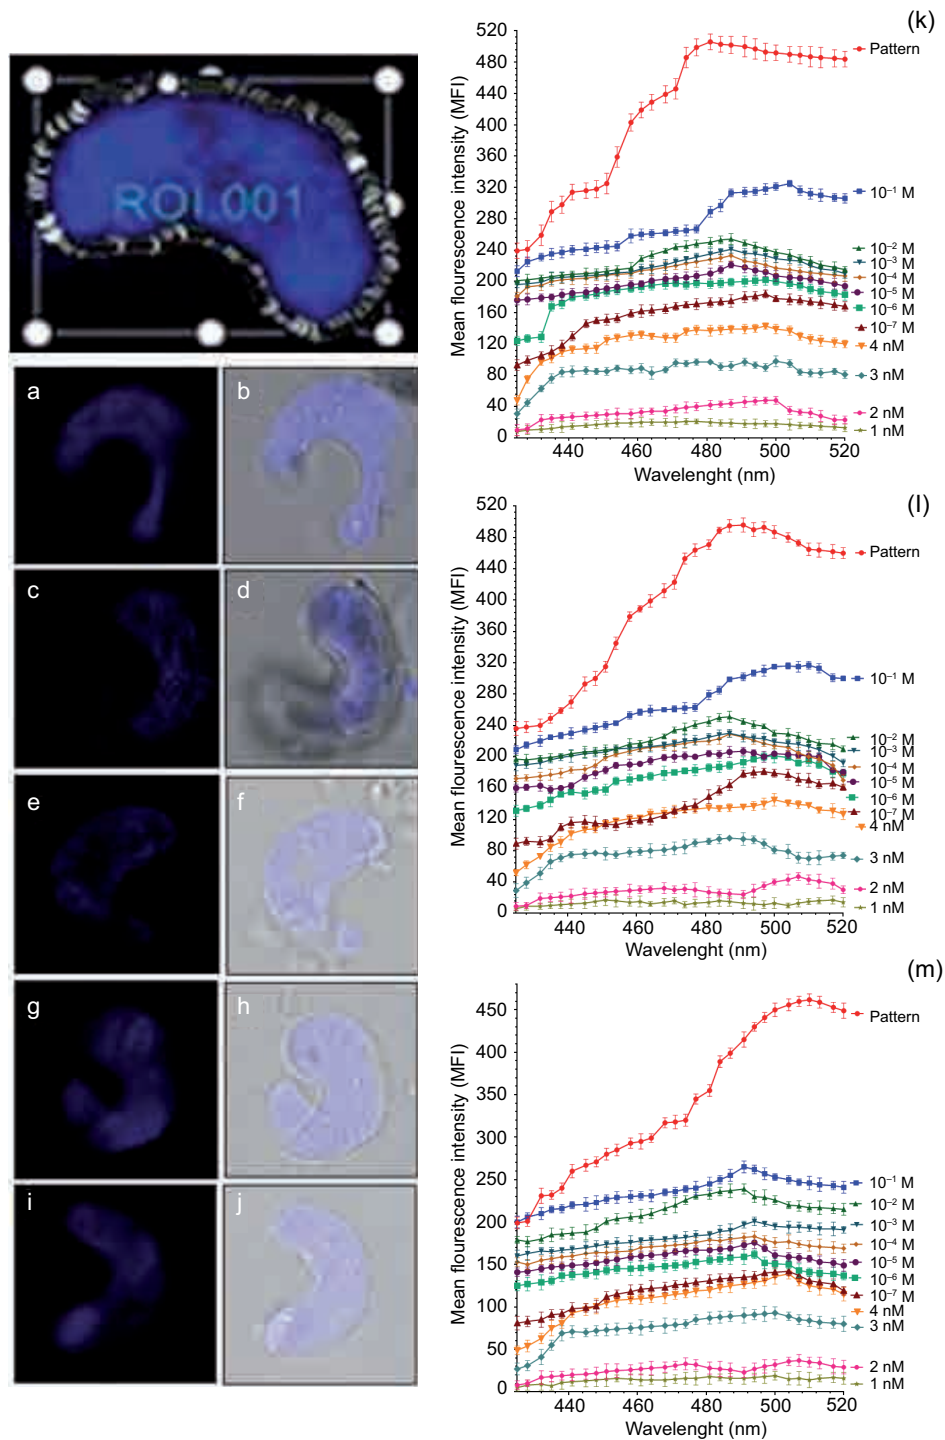 ROI.001
a
b
c
d
e
f
g
h
i
j
(k)
Mean flourescence intensity (MFI)
520
480
440
400
360
320
280
240
200
160
120
80
40
0
440
460
480
500
520
Wavelenght (nm)
Pattern
10⁻¹ M
10⁻² M
10⁻³ M
10⁻⁴ M
10⁻⁵ M
10⁻⁶ M
10⁻⁷ M
4 nM
3 nM
2 nM
1 nM
(l)
Mean flourescence intensity (MFI)
520
480
440
400
360
320
280
240
200
160
120
80
40
0
440
460
480
500
520
Wavelenght (nm)
Pattern
10⁻¹ M
10⁻² M
10⁻³ M
10⁻⁴ M
10⁻⁵ M
10⁻⁶ M
10⁻⁷ M
4 nM
3 nM
2 nM
1 nM
(m)
Mean flourescence intensity (MFI)
450
400
350
300
250
200
150
100
50
0
440
460
480
500
520
Wavelenght (nm)
Pattern
10⁻¹ M
10⁻² M
10⁻³ M
10⁻⁴ M
10⁻⁵ M
10⁻⁶ M
10⁻⁷ M
4 nM
3 nM
2 nM
1 nM